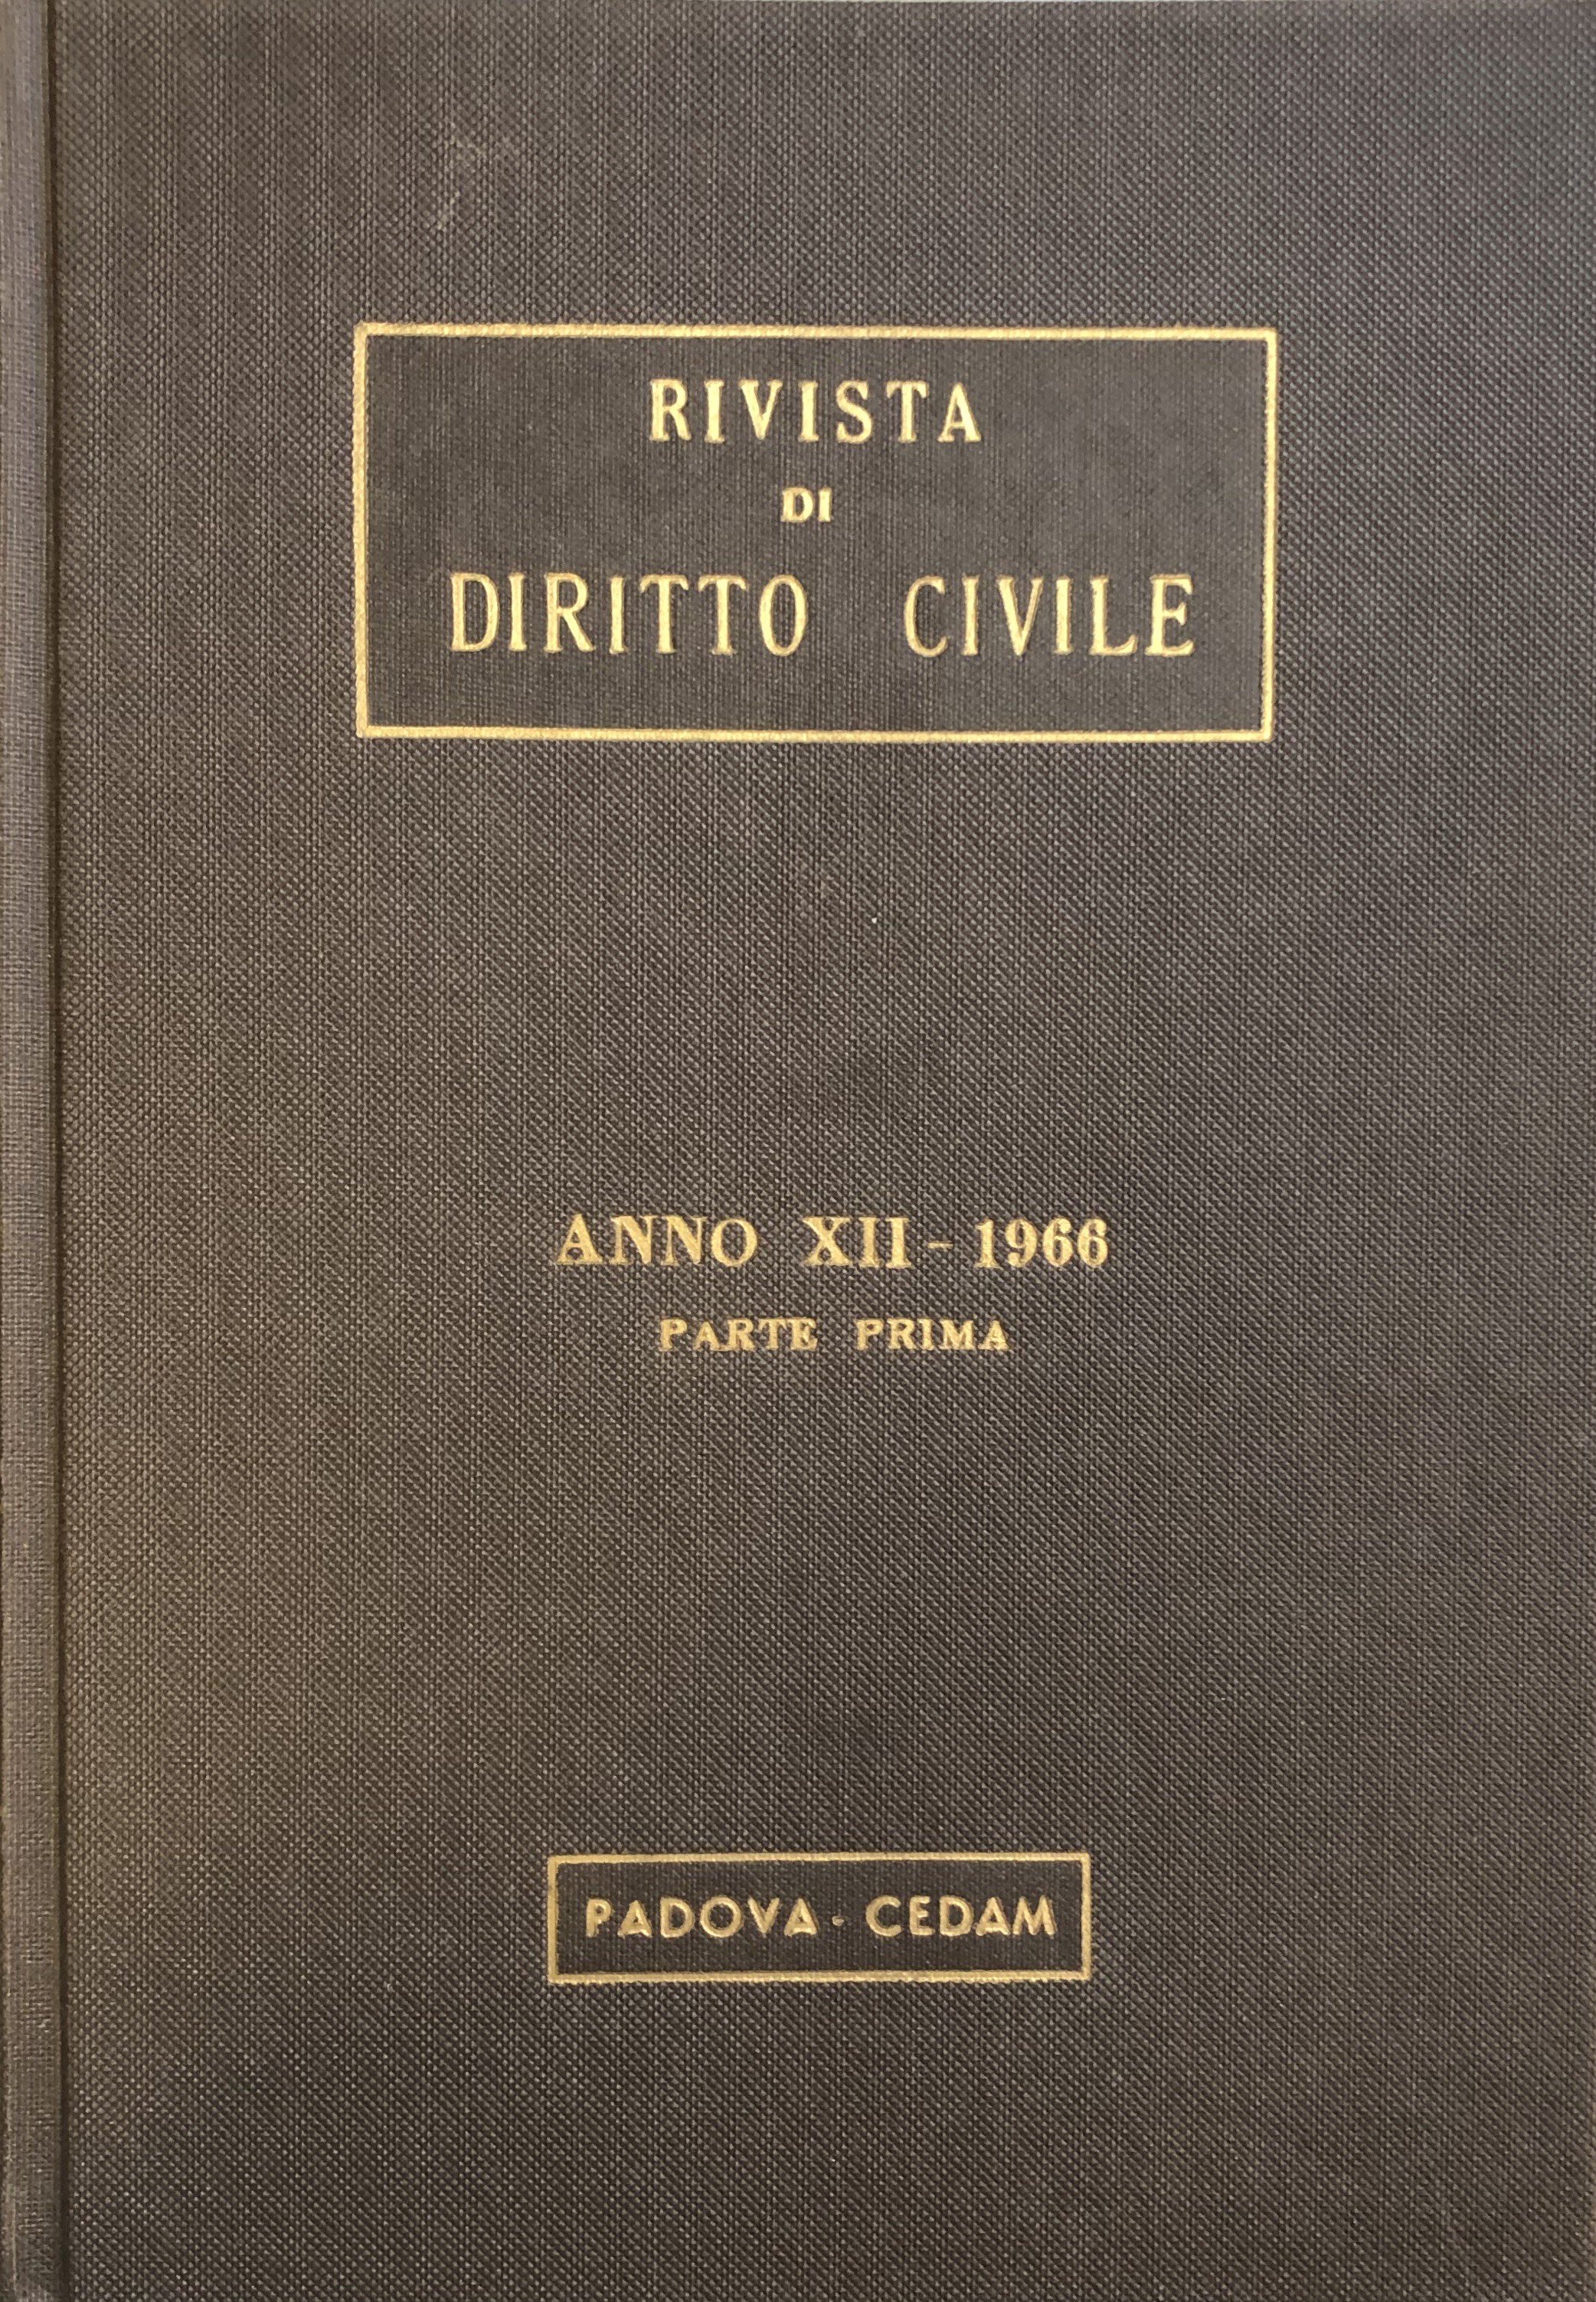 RIVISTA
DI
DIRITTO CIVILE
ANNO XII - 1966
PARTE PRIMA
PADOVA - CEDAM